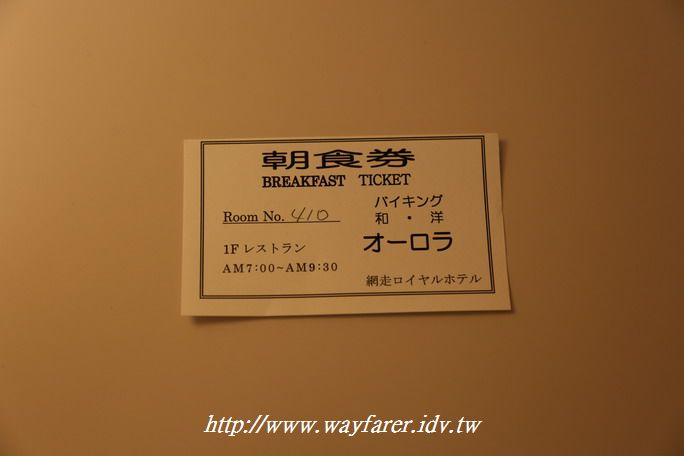 朝食券
BREAKFAST TICKET
Room No. 410
バイキング
和・洋
1F レストラン
オーロラ
AM7:00~AM9:30
網走ロイヤルホテル
http://www.wayfarer.idv.tw